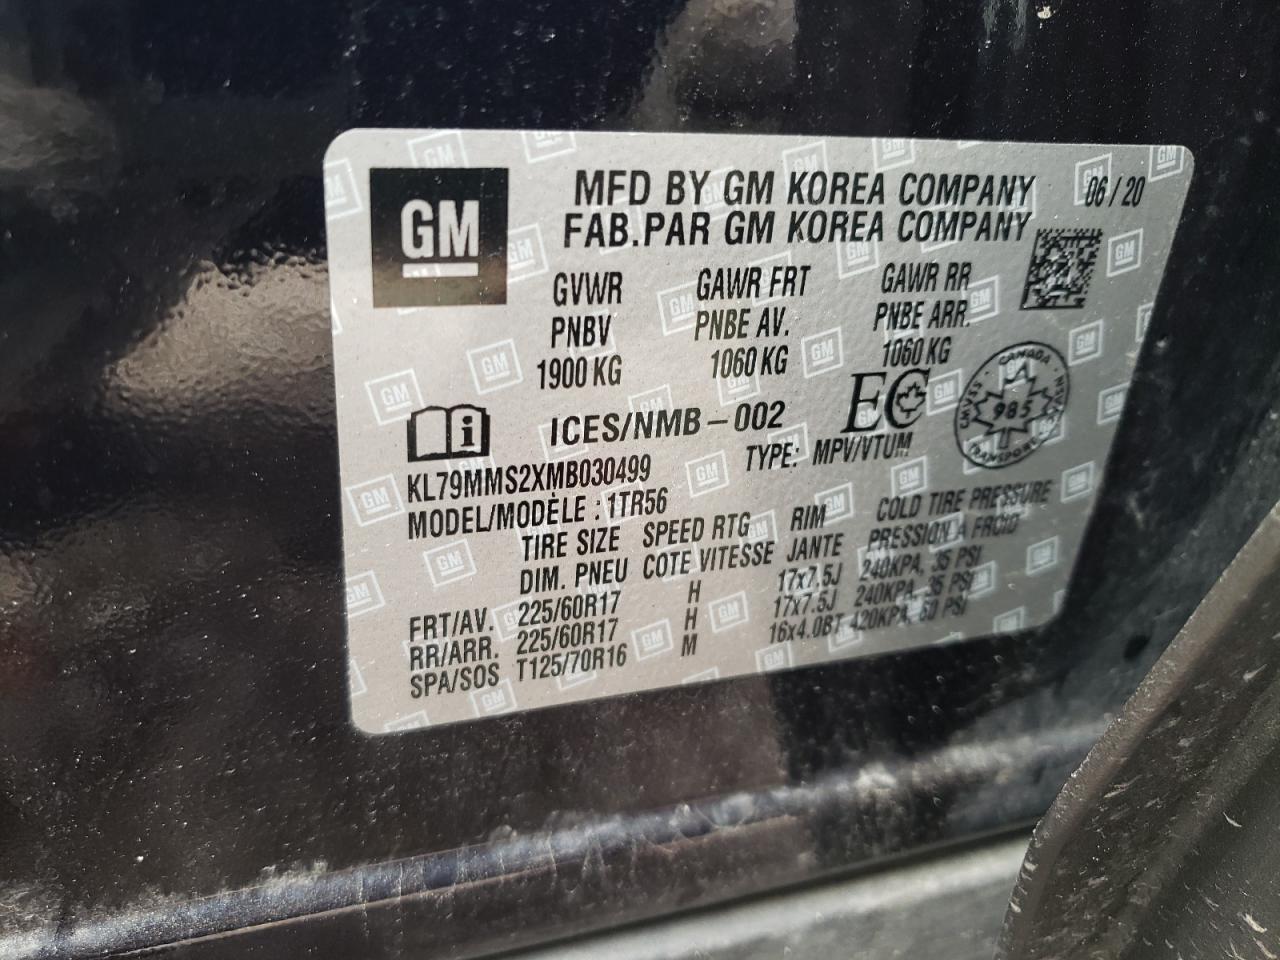 GM
MFD BY GM KOREA COMPANY 06/20
FAB.PAR GM KOREA COMPANY
GVWR GAWR FRT GAWR RR
PNBV PNBE AV. PNBE ARR.
1900 KG 1060 KG 1060 KG
ICES/NMB-002 EC
CANADA
985
TRANSPORT
KL79MMS2XMB030499 TYPE: MPV/VTUM
MODEL/MODÈLE : 1TR56
TIRE SIZE SPEED RTG RIM COLD TIRE PRESSURE
DIM. PNEU COTE VITESSE JANTE PRESSION A FROID
FRT/AV. 225/60R17 H 17x7.5J 240KPA, 35 PSI
RR/ARR. 225/60R17 H 17x7.5J 240KPA, 35 PSI
SPA/SOS T125/70R16 M 16x4.0BT 420KPA, 60 PSI